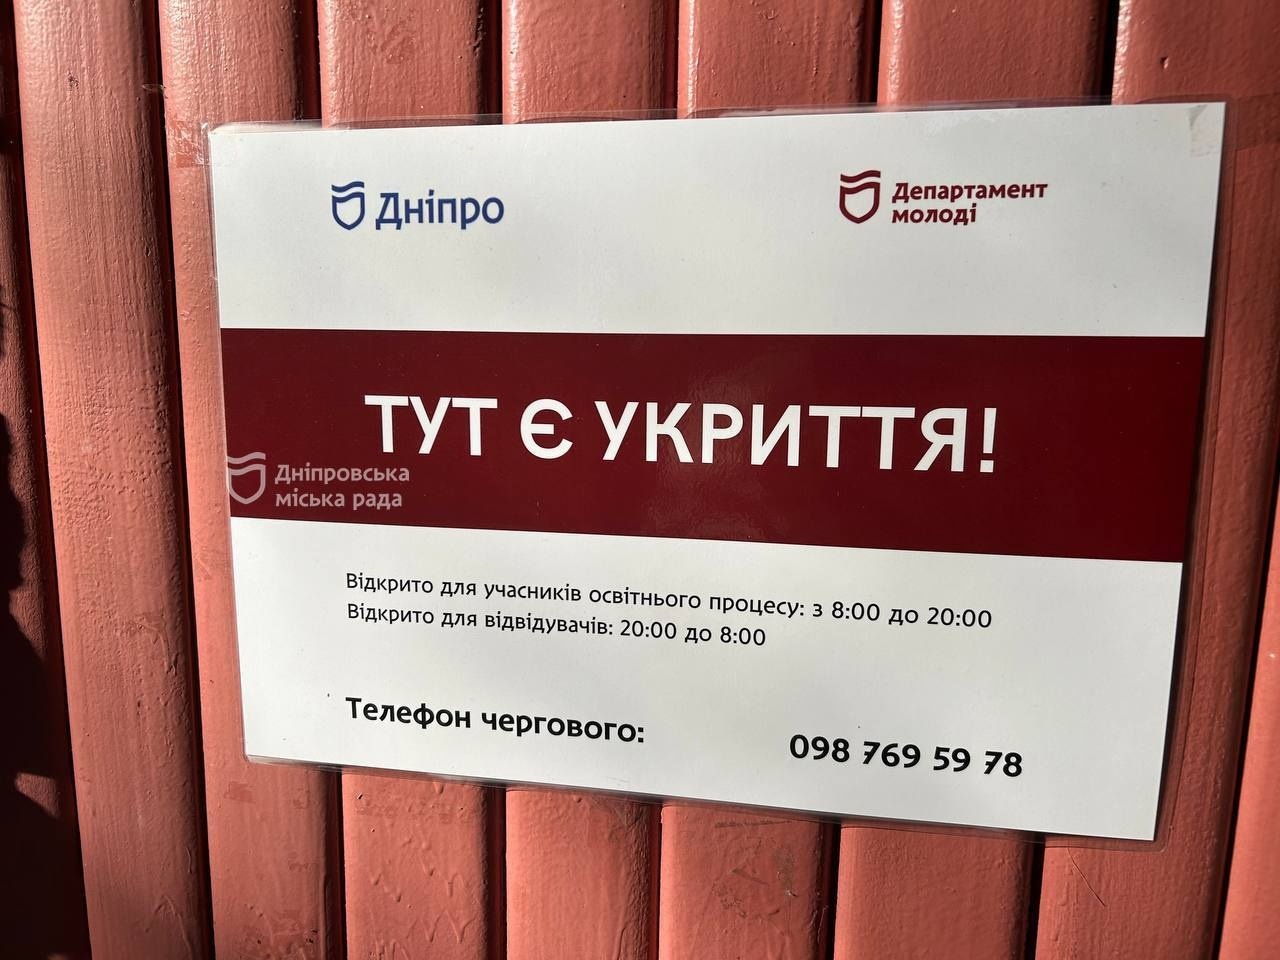 Дніпро
Департамент
молоді
ТУТ Є УКРИТТЯ!
Дніпровська
міська рада
Відкрито для учасників освітнього процесу: з 8:00 до 20:00
Відкрито для відвідувачів: 20:00 до 8:00
Телефон чергового: 098 769 59 78